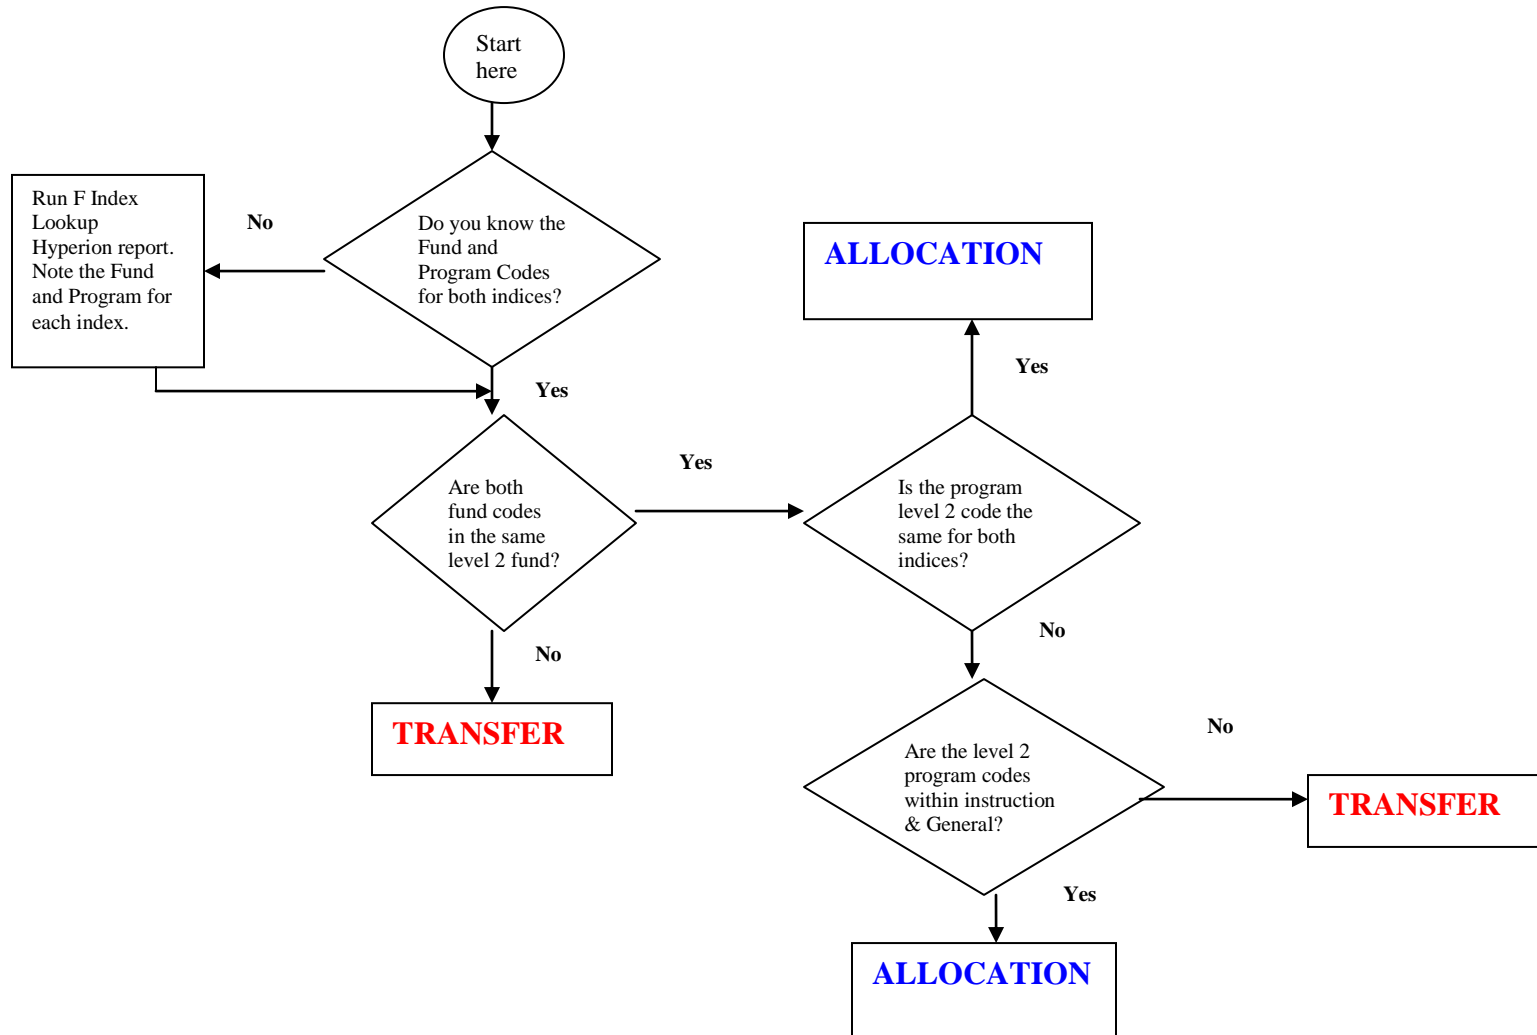 Start
here
Run F Index
Lookup
Hyperion report.
Note the Fund
and Program for
each index.
No
Do you know the
Fund and
Program Codes
for both indices?
ALLOCATION
Yes
Yes
Are both
fund codes
in the same
level 2 fund?
Yes
Is the program
level 2 code the
same for both
indices?
No
No
TRANSFER
Are the level 2
program codes
within instruction
& General?
No
TRANSFER
Yes
ALLOCATION